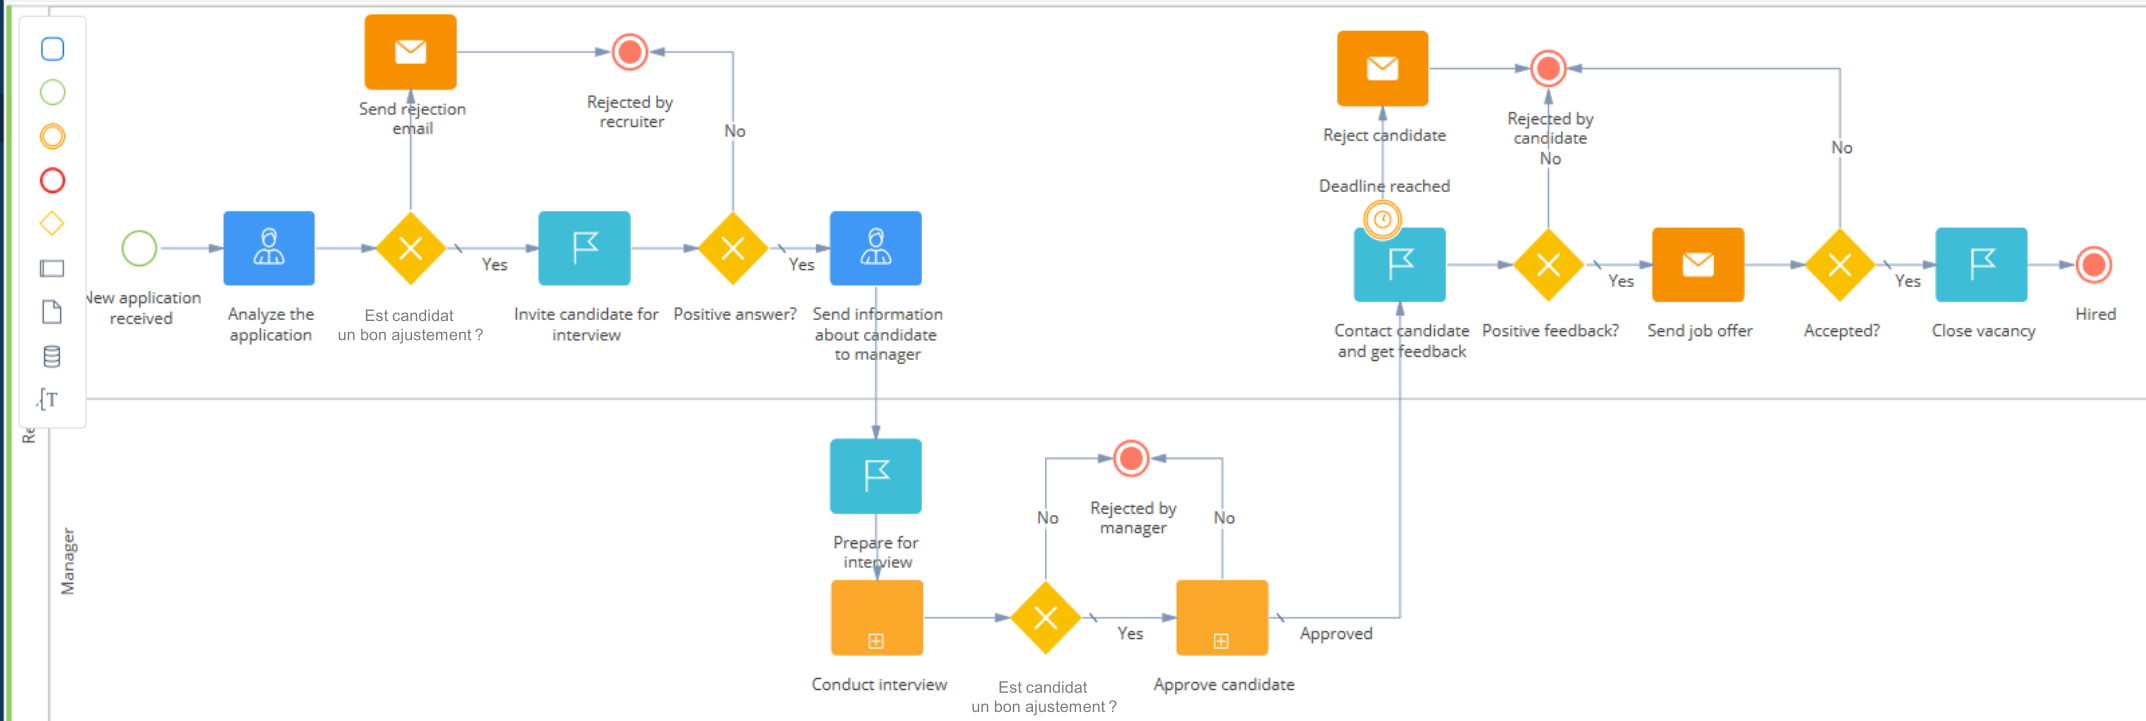 Send rejection
email
Rejected by
recruiter
No
New application
received
Analyze the
application
Est candidat
un bon ajustement ?
Yes
Invite candidate for
interview
Positive answer?
Yes
Send information
about candidate
to manager
Reject candidate
Deadline reached
Rejected by
candidate
No
No
Contact candidate
and get feedback
Positive feedback?
Yes
Send job offer
Accepted?
Yes
Close vacancy
Hired
T
Re
Manager
Prepare for
interview
Conduct interview
No
Est candidat
un bon ajustement ?
Rejected by
manager
No
Yes
Approve candidate
Approved